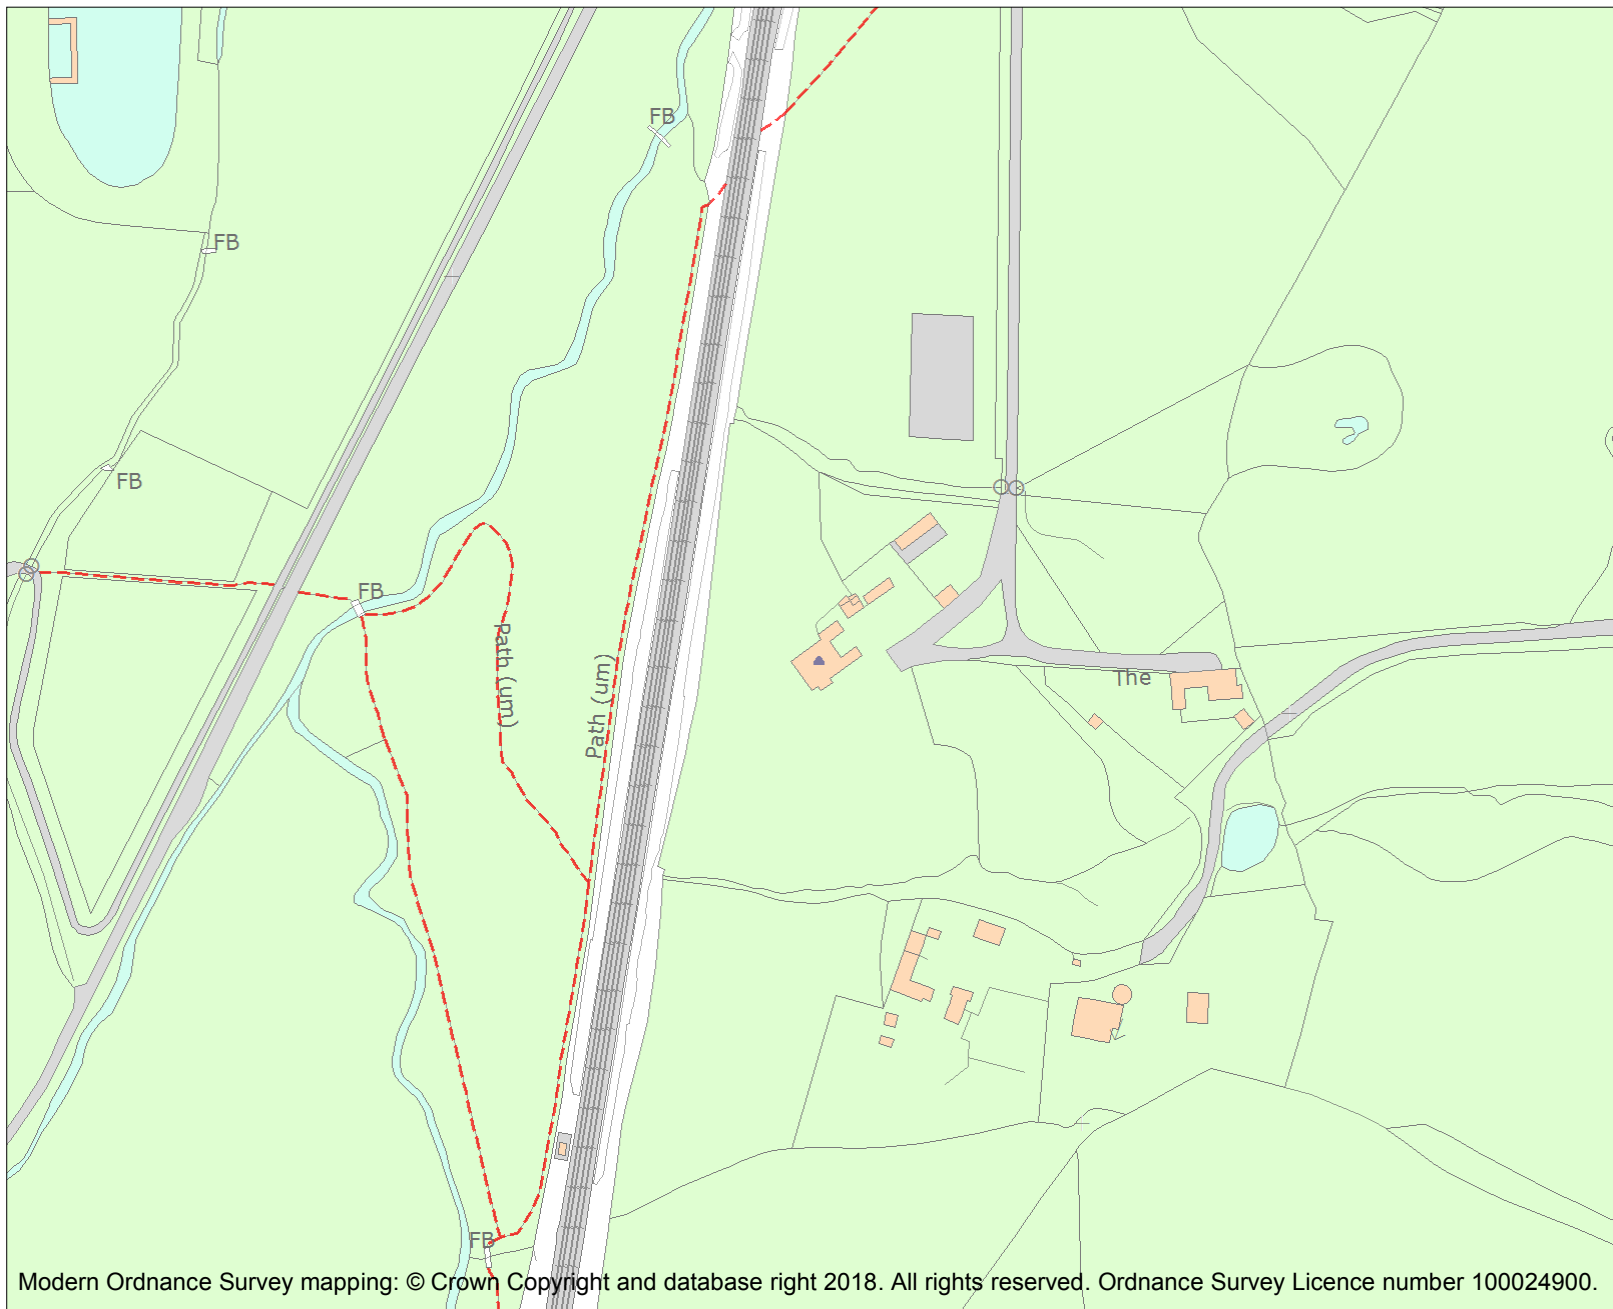 FB
FB
FB
FB
Path (um)
Path (um)
The
FB
Modern Ordnance Survey mapping: © Crown Copyright and database right 2018. All rights reserved. Ordnance Survey Licence number 100024900.